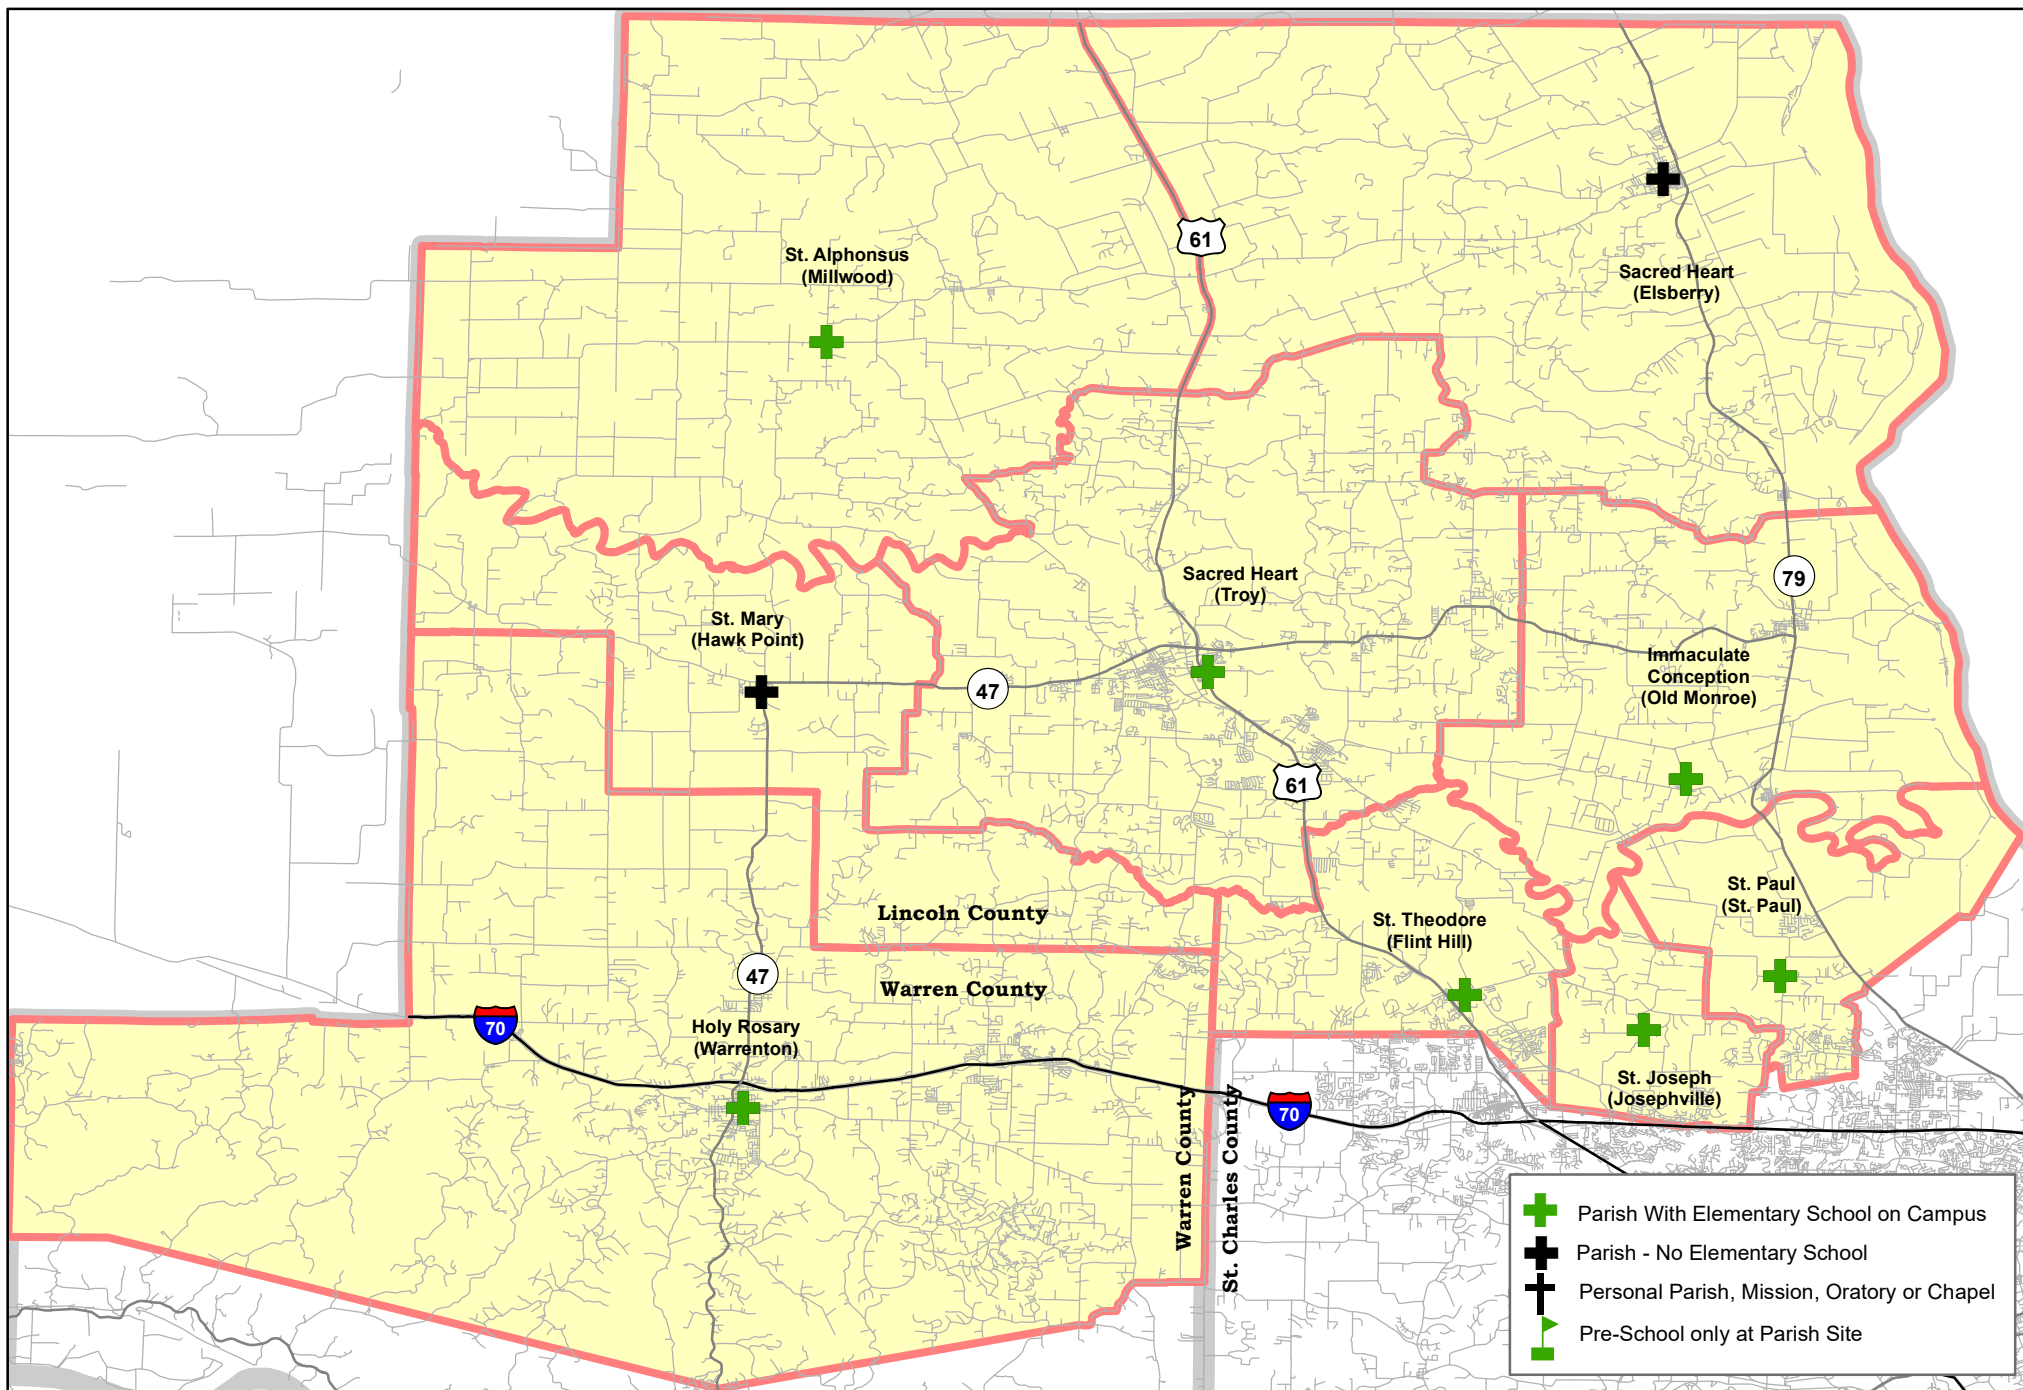 61
St. Alphonsus
(Millwood)
Sacred Heart
(Elsberry)
79
Sacred Heart
(Troy)
St. Mary
(Hawk Point)
Immaculate
Conception
(Old Monroe)
47
61
St. Paul
(St. Paul)
Lincoln County
St. Theodore
(Flint Hill)
47
Warren County
70
Holy Rosary
(Warrenton)
St. Joseph
(Josephville)
70
Warren County
St. Charles County
Parish With Elementary School on Campus
Parish - No Elementary School
Personal Parish, Mission, Oratory or Chapel
Pre-School only at Parish Site